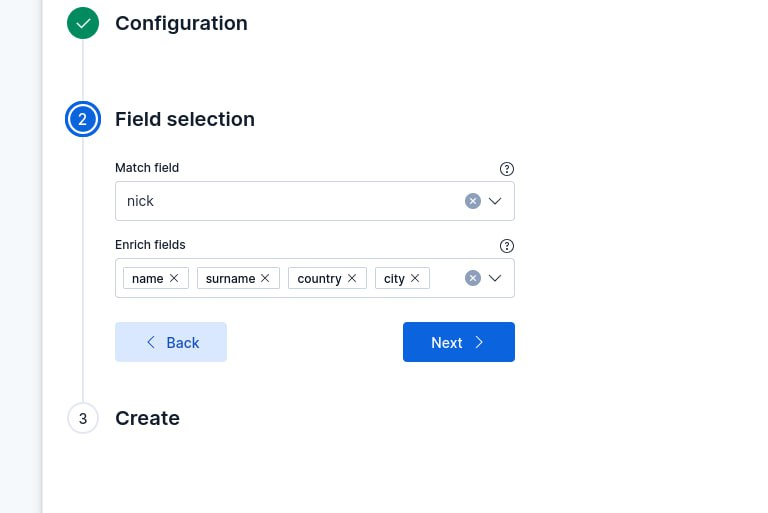 Configuration
2 Field selection
Match field
nick
Enrich fields
name surname country city
Back Next
3 Create